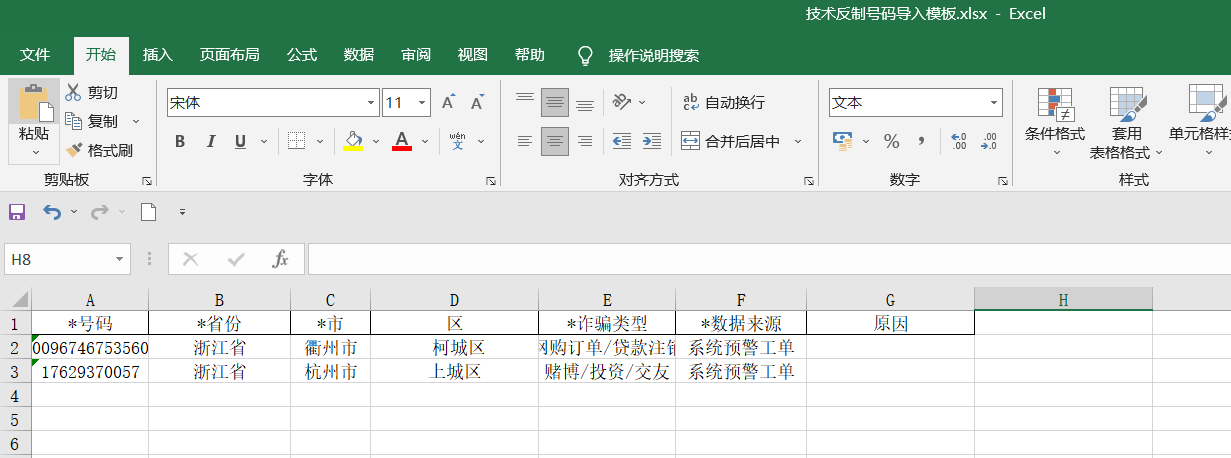 技术反制号码导入模板.xlsx - Excel
文件 开始 插入 页面布局 公式 数据 审阅 视图 帮助 操作说明搜索
粘贴 剪切 复制 格式刷
宋体 11 A A
B I U A wén 文
ab 自动换行
合并后居中
文本
% , .0 .00 .00 .0
条件格式 套用 表格格式 单元格样
剪贴板 字体 对齐方式 数字 样式
H8 fx
A B C D E F G H
1 *号码 *省份 *市 区 *诈骗类型 *数据来源 原因
2 0096746753560 浙江省 衢州市 柯城区 网购订单/贷款注销 系统预警工单
3 17629370057 浙江省 杭州市 上城区 赌博/投资/交友 系统预警工单
4
5
6